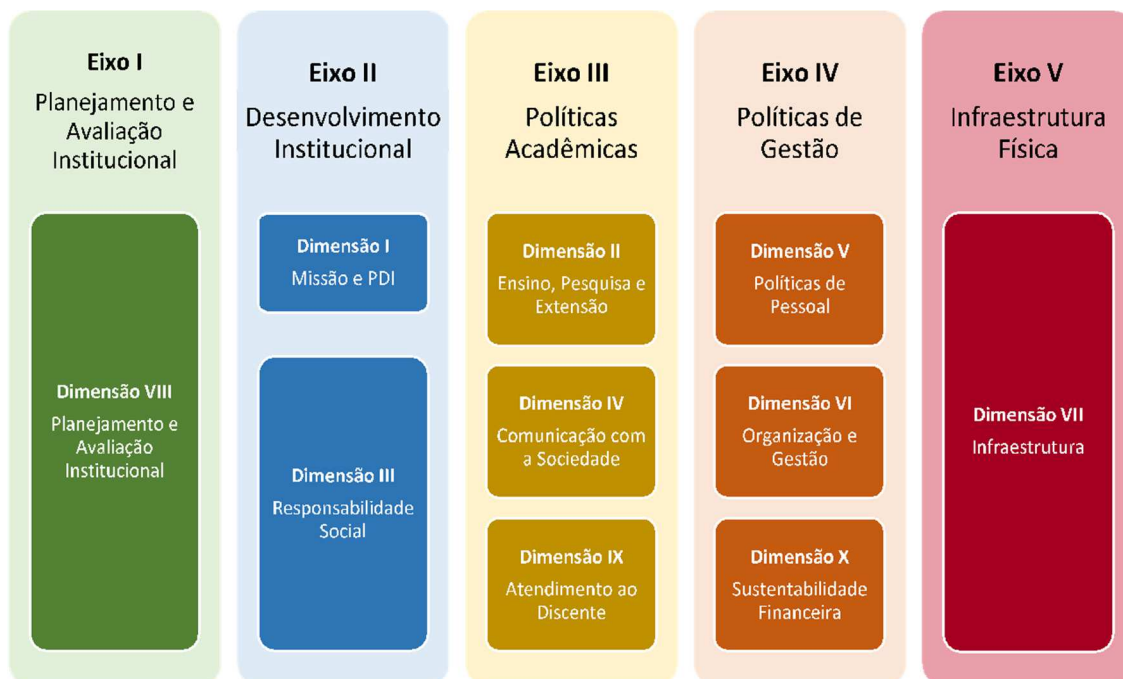 Eixo I
Planejamento e
Avaliação
Institucional
Dimensão VIII
Planejamento e
Avaliação
Institucional
Eixo II
Desenvolvimento
Institucional
Dimensão I
Missão e PDI
Dimensão III
Responsabilidade
Social
Eixo III
Políticas
Acadêmicas
Dimensão II
Ensino, Pesquisa e
Extensão
Dimensão IV
Comunicação com
a Sociedade
Dimensão IX
Atendimento ao
Discente
Eixo IV
Políticas de
Gestão
Dimensão V
Políticas de
Pessoal
Dimensão VI
Organização e
Gestão
Dimensão X
Sustentabilidade
Financeira
Eixo V
Infraestrutura
Física
Dimensão VII
Infraestrutura